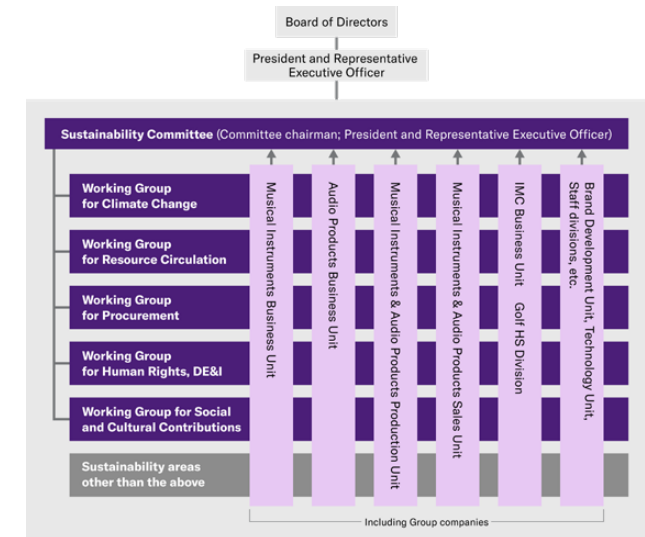 Board of Directors
President and Representative
Executive Officer
Sustainability Committee (Committee chairman; President and Representative Executive Officer)
Working Group
for Climate Change
Working Group
for Resource Circulation
Working Group
for Procurement
Working Group
for Human Rights, DE&I
Working Group for Social
and Cultural Contributions
Sustainability areas
other than the above
Musical Instruments Business Unit
Audio Products Business Unit
Musical Instruments & Audio Products Production Unit
Musical Instruments & Audio Products Sales Unit
IMC Business Unit Golf HS Division
Brand Development Unit, Technology Unit,
Staff divisions, etc.
Including Group companies